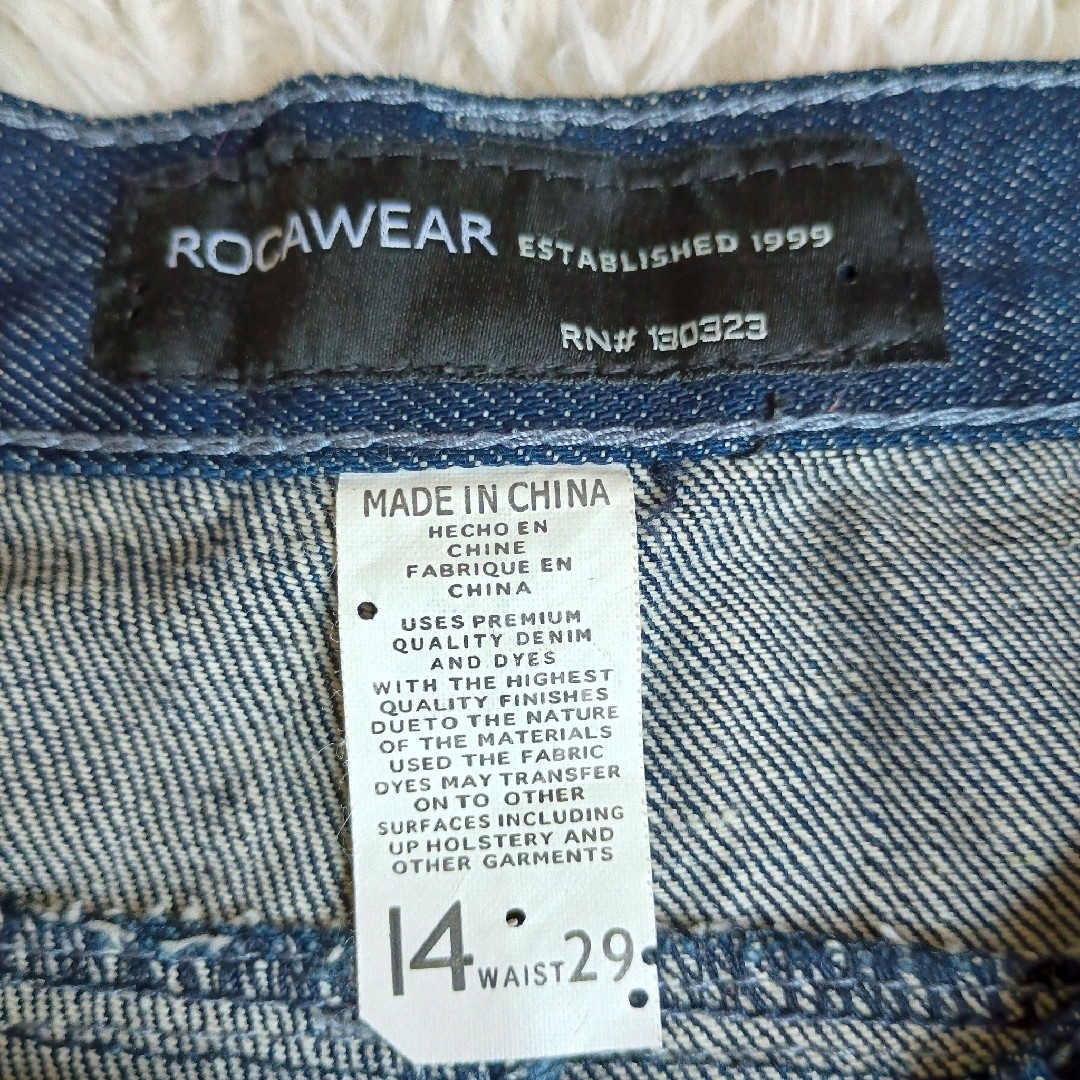 ROCAWEAR ESTABLISHED 1999
RN# 130323
MADE IN CHINA
HECHO EN
CHINE
FABRIQUE EN
CHINA
USES PREMIUM
QUALITY DENIM
AND DYES
WITH THE HIGHEST
QUALITY FINISHES
DUETO THE NATURE
OF THE MATERIALS
USED THE FABRIC
DYES MAY TRANSFER
ON TO OTHER
SURFACES INCLUDING
UP HOLSTERY AND
OTHER GARMENTS
14 WAIST 29